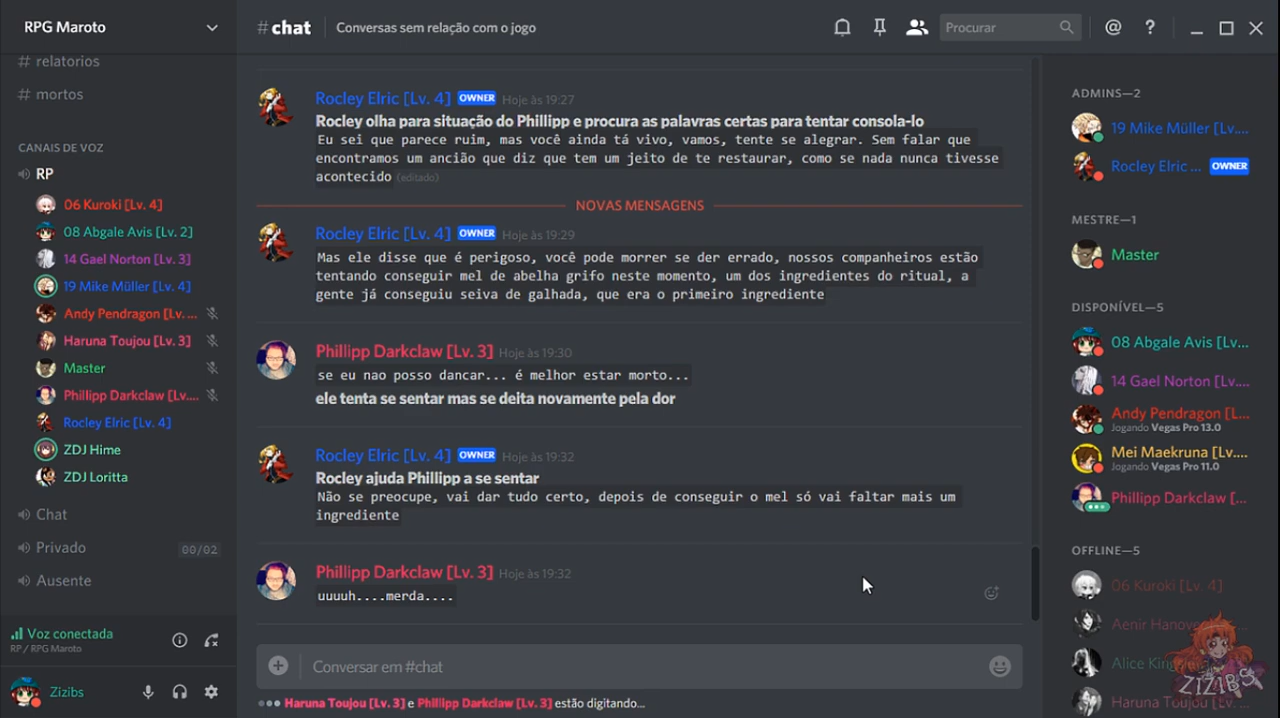 RPG Maroto
# relatorios
# mortos
CANAIS DE VOZ
RP
06 Kuroki [Lv. 4]
08 Abgale Avis [Lv. 2]
14 Gael Norton [Lv. 3]
19 Mike Müller [Lv. 4]
Andy Pendragon [Lv. ...
Haruna Toujou [Lv. 3]
Master
Phillipp Darkclaw [Lv....
Rocley Elric [Lv. 4]
ZDJ Hime
ZDJ Loritta
Chat
Privado 00/02
Ausente
Voz conectada
RP / RPG Maroto
Zizibs
#chat Conversas sem relação com o jogo
Procurar
Rocley Elric [Lv. 4] OWNER Hoje às 19:27
Rocley olha para situação do Phillipp e procura as palavras certas para tentar consola-lo
Eu sei que parece ruim, mas você ainda tá vivo, vamos, tente se alegrar. Sem falar que
encontramos um ancião que diz que tem um jeito de te restaurar, como se nada nunca tivesse
acontecido (editado)
NOVAS MENSAGENS
Rocley Elric [Lv. 4] OWNER Hoje às 19:29
Mas ele disse que é perigoso, você pode morrer se der errado, nossos companheiros estão
tentando conseguir mel de abelha grifo neste momento, um dos ingredientes do ritual, a
gente já conseguiu seiva de galhada, que era o primeiro ingrediente
Phillipp Darkclaw [Lv. 3] Hoje às 19:30
se eu nao posso dancar... é melhor estar morto...
ele tenta se sentar mas se deita novamente pela dor
Rocley Elric [Lv. 4] OWNER Hoje às 19:32
Rocley ajuda Phillipp a se sentar
Não se preocupe, vai dar tudo certo, depois de conseguir o mel só vai faltar mais um
ingrediente
Phillipp Darkclaw [Lv. 3] Hoje às 19:32
uuuuh....merda....
Conversar em #chat
Haruna Toujou [Lv. 3] e Phillipp Darkclaw [Lv. 3] estão digitando...
ADMINS—2
19 Mike Müller [Lv....
Rocley Elric ... OWNER
MESTRE—1
Master
DISPONÍVEL—5
08 Abgale Avis [Lv...
14 Gael Norton [Lv....
Andy Pendragon [L...
Jogando Vegas Pro 13.0
Mei Maekruna [Lv....
Jogando Vegas Pro 11.0
Phillipp Darkclaw [...
OFFLINE—5
06 Kuroki [Lv. 4]
Aenir
Alice
Haruna
ZIZIBS